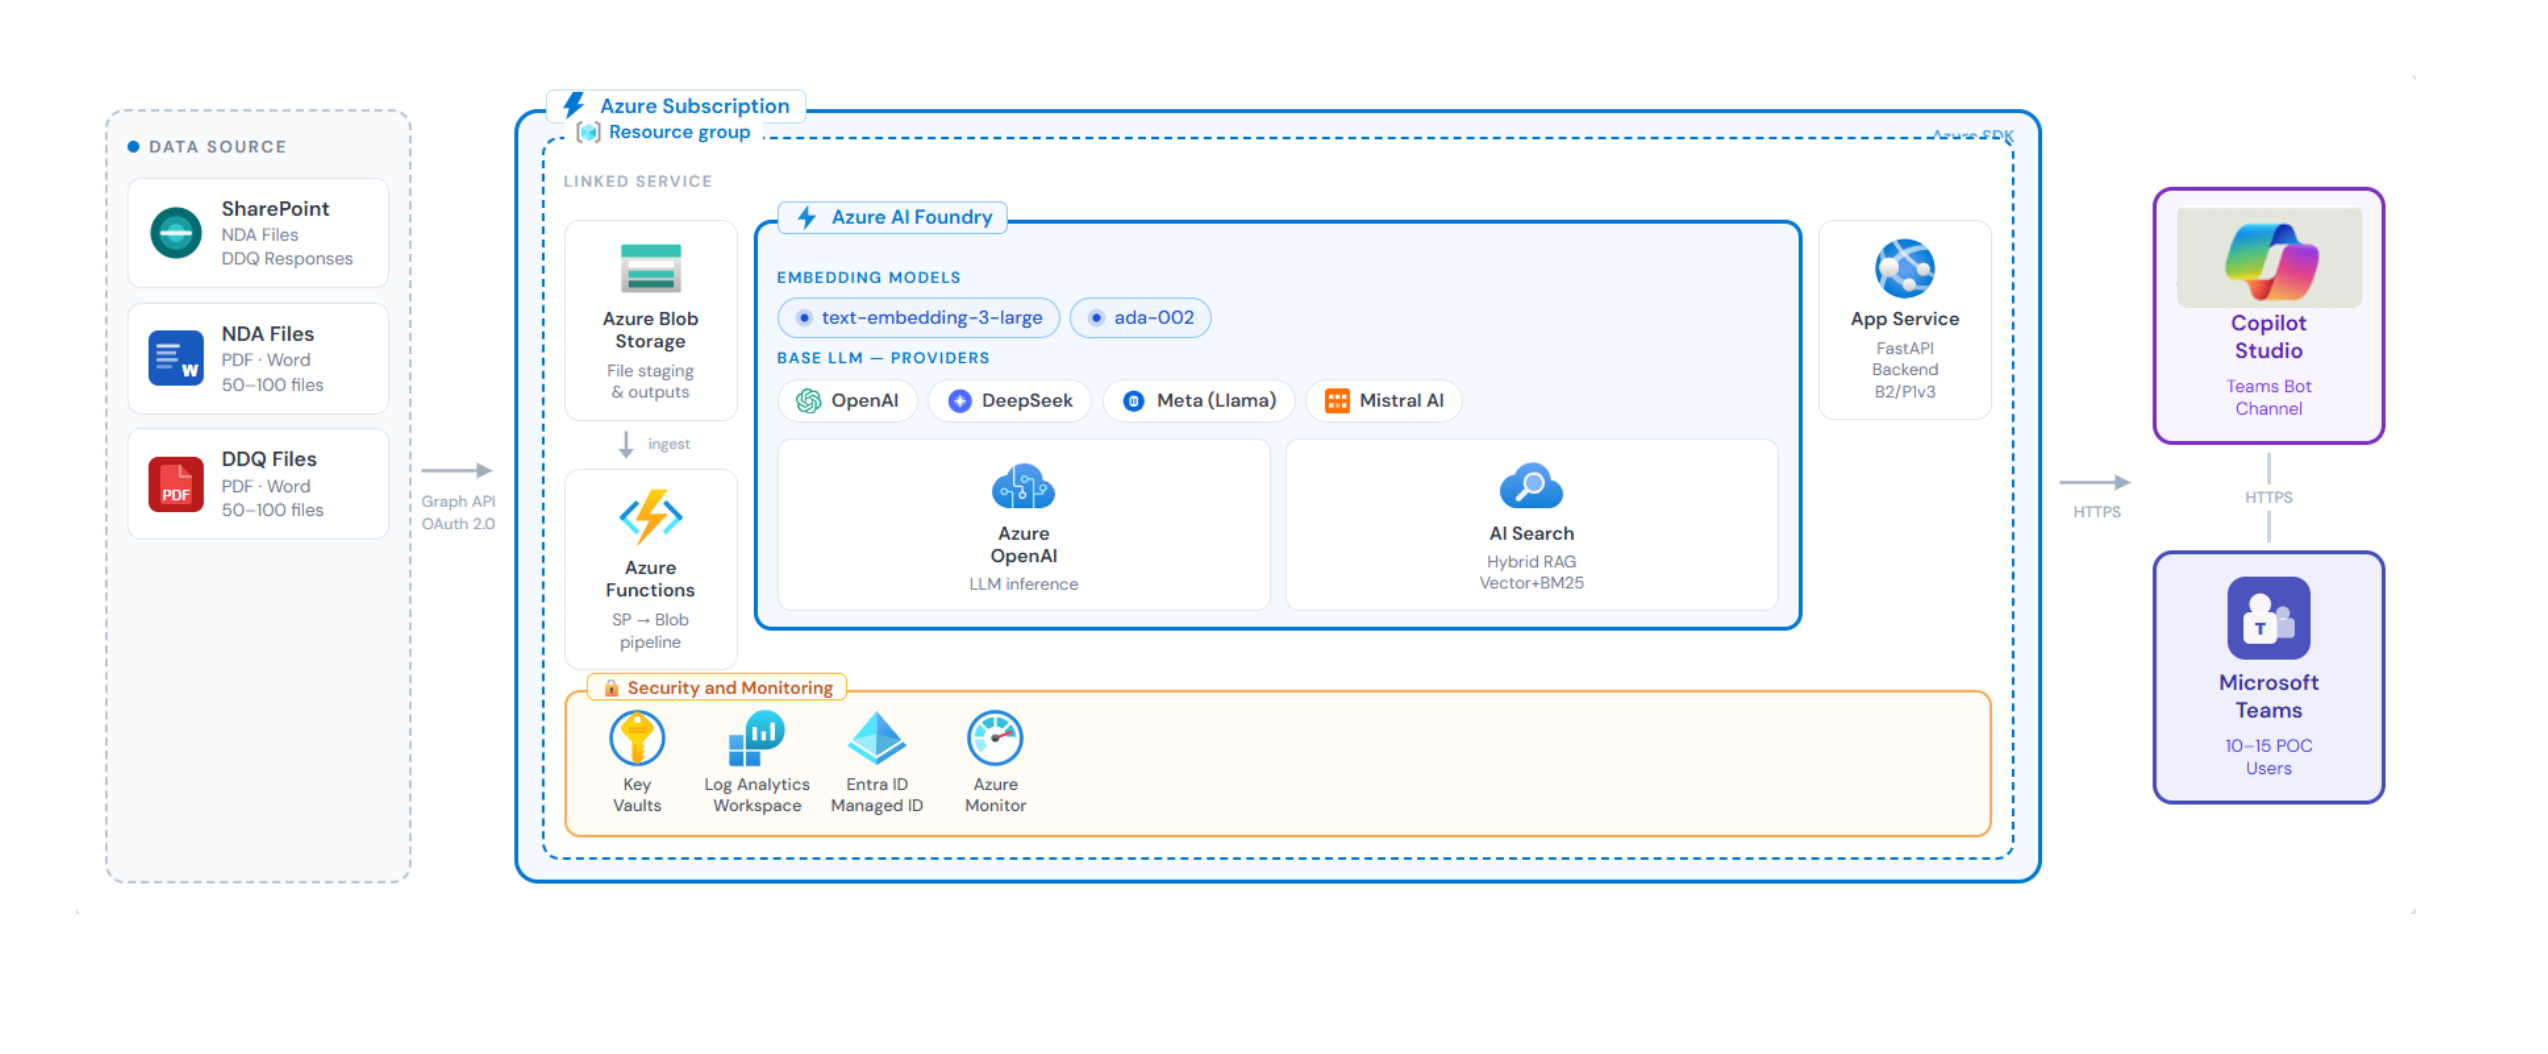 DATA SOURCE
SharePoint
NDA Files
DDQ Responses
NDA Files
PDF · Word
50–100 files
DDQ Files
PDF · Word
50–100 files
Graph API
OAuth 2.0
Azure Subscription
Resource group
Azure SDK
LINKED SERVICE
Azure Blob
Storage
File staging
& outputs
ingest
Azure
Functions
SP → Blob
pipeline
Azure AI Foundry
EMBEDDING MODELS
text-embedding-3-large
ada-002
BASE LLM — PROVIDERS
OpenAI
DeepSeek
Meta (Llama)
Mistral AI
Azure
OpenAI
LLM inference
AI Search
Hybrid RAG
Vector+BM25
App Service
FastAPI
Backend
B2/P1v3
Security and Monitoring
Key
Vaults
Log Analytics
Workspace
Entra ID
Managed ID
Azure
Monitor
HTTPS
Copilot
Studio
Teams Bot
Channel
HTTPS
T
Microsoft
Teams
10–15 POC
Users
W
PDF